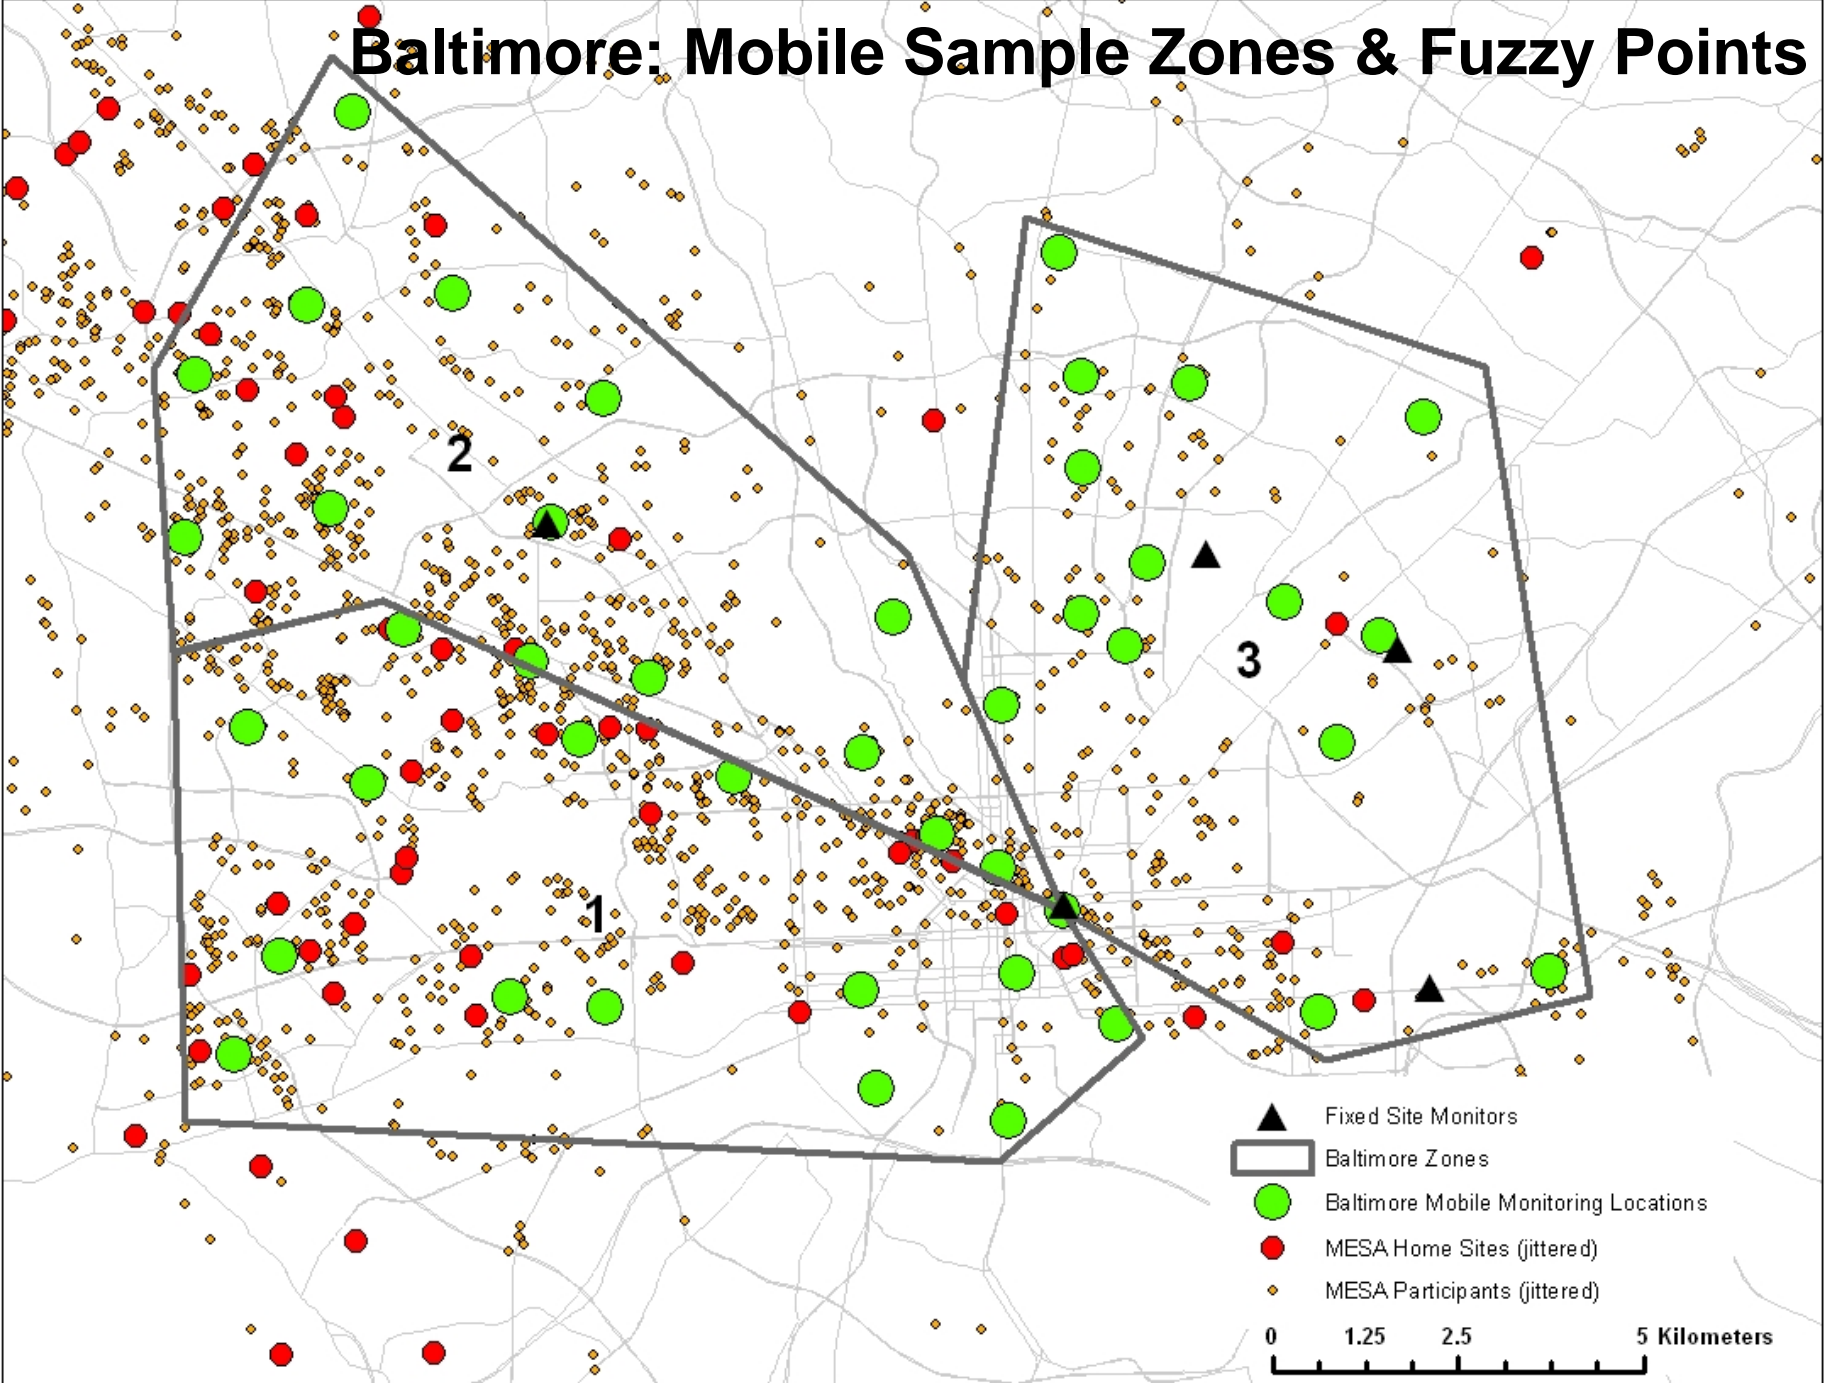 Baltimore: Mobile Sample Zones & Fuzzy Points
2
3
1
Fixed Site Monitors
Baltimore Zones
Baltimore Mobile Monitoring Locations
MESA Home Sites (jittered)
MESA Participants (jittered)
0 1.25 2.5 5 Kilometers